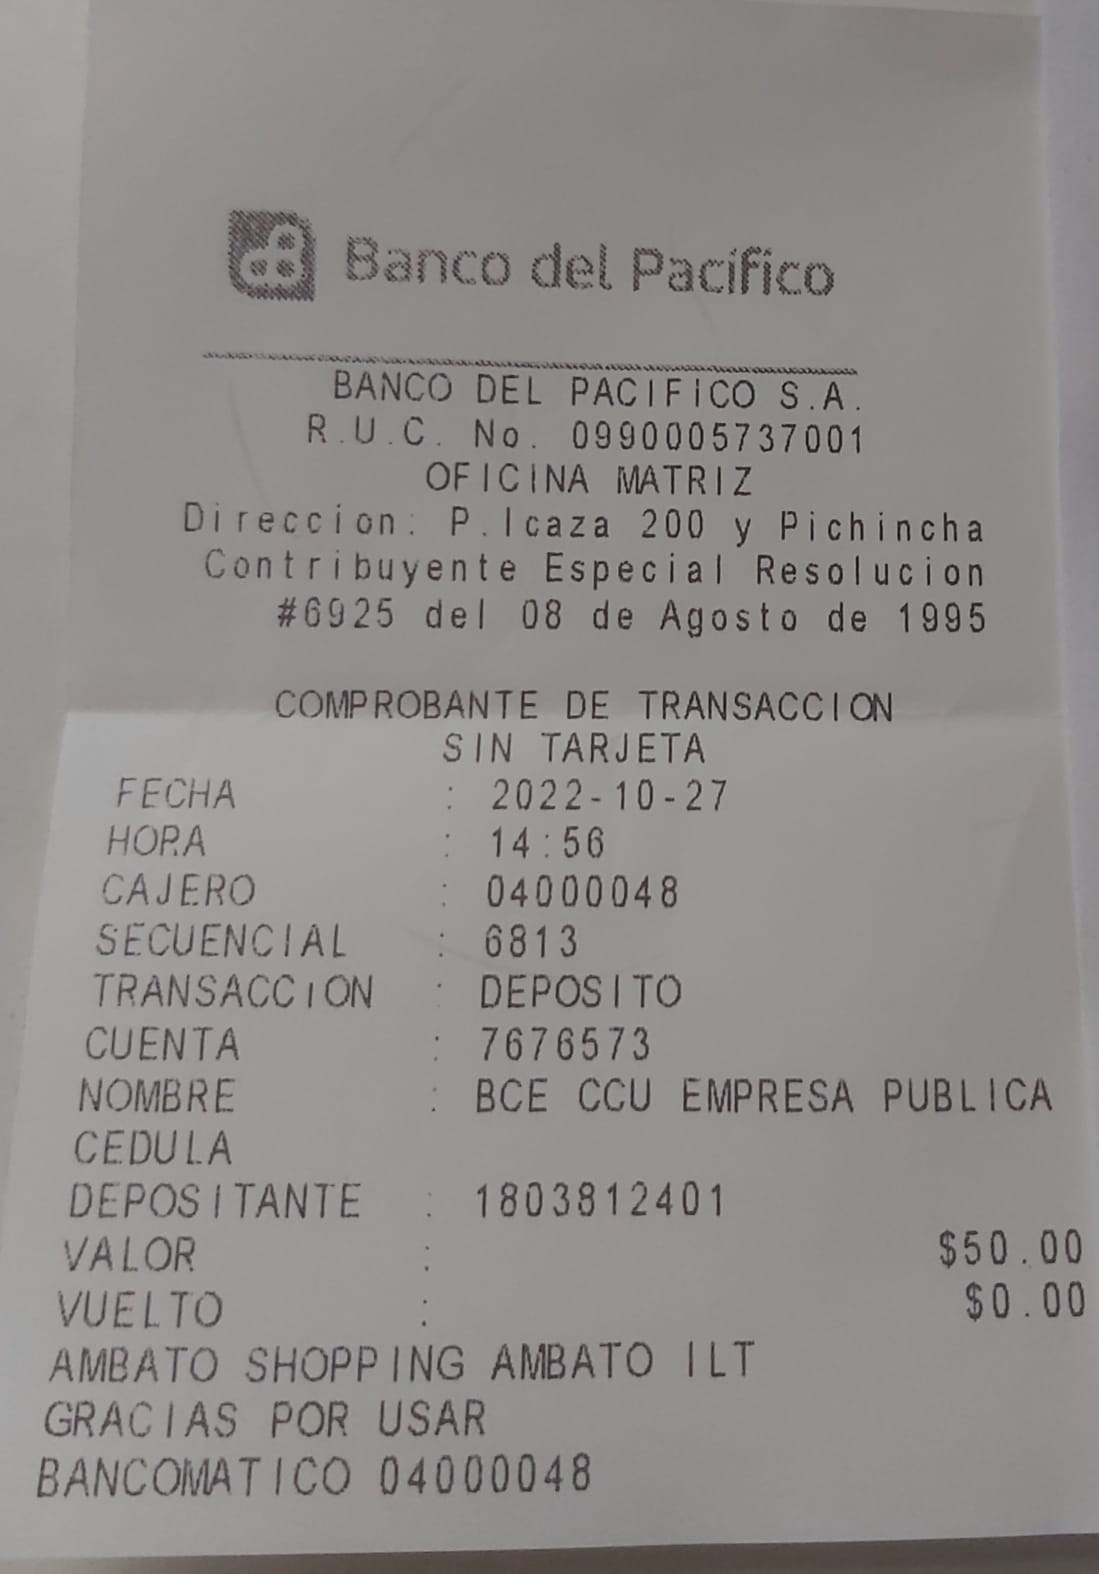 Banco del Pacífico
BANCO DEL PACIFICO S.A.
R.U.C. No. 0990005737001
OFICINA MATRIZ
Direccion: P.Icaza 200 y Pichincha
Contribuyente Especial Resolucion
#6925 del 08 de Agosto de 1995
COMPROBANTE DE TRANSACCION
SIN TARJETA
FECHA : 2022-10-27
HORA : 14:56
CAJERO : 04000048
SECUENCIAL : 6813
TRANSACCION : DEPOSITO
CUENTA : 7676573
NOMBRE : BCE CCU EMPRESA PUBLICA
CEDULA
DEPOSITANTE : 1803812401
VALOR : $50.00
VUELTO : $0.00
AMBATO SHOPPING AMBATO ILT
GRACIAS POR USAR
BANCOMATICO 04000048